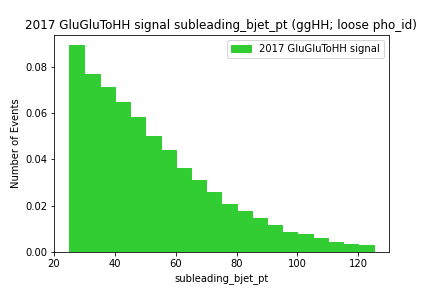 2017 GluGluToHH signal subleading_bjet_pt (ggHH; loose pho_id)
2017 GluGluToHH signal
0.08
0.06
0.04
0.02
0.00
Number of Events
20
40
60
80
100
120
subleading_bjet_pt